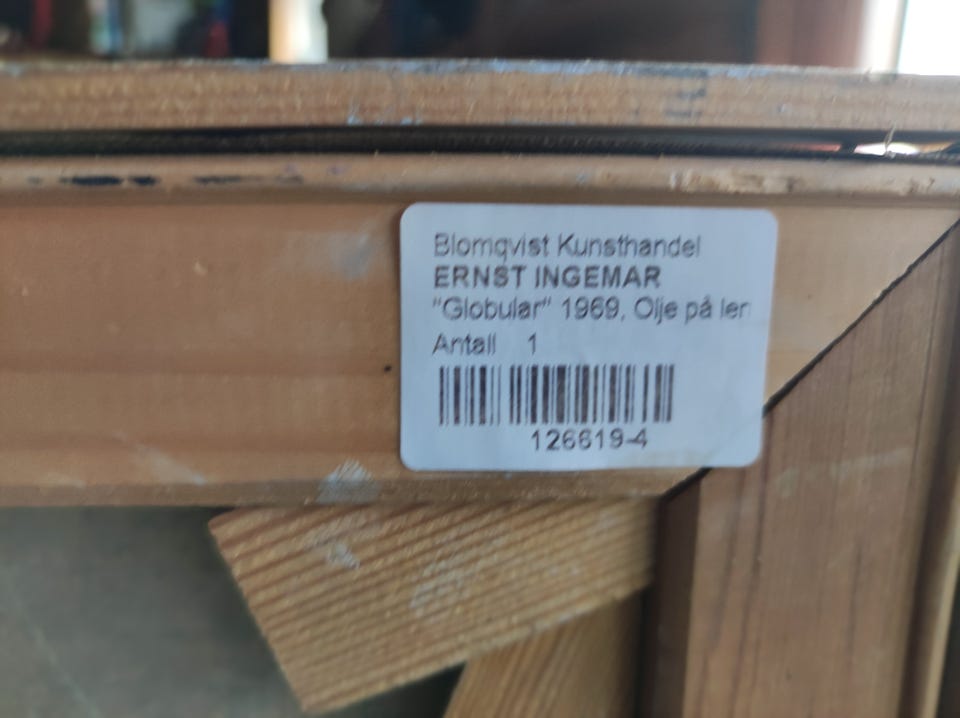 Blomqvist Kunsthandel
ERNST INGEMAR
"Globular" 1969, Olje på ler
Antall 1
126619-4